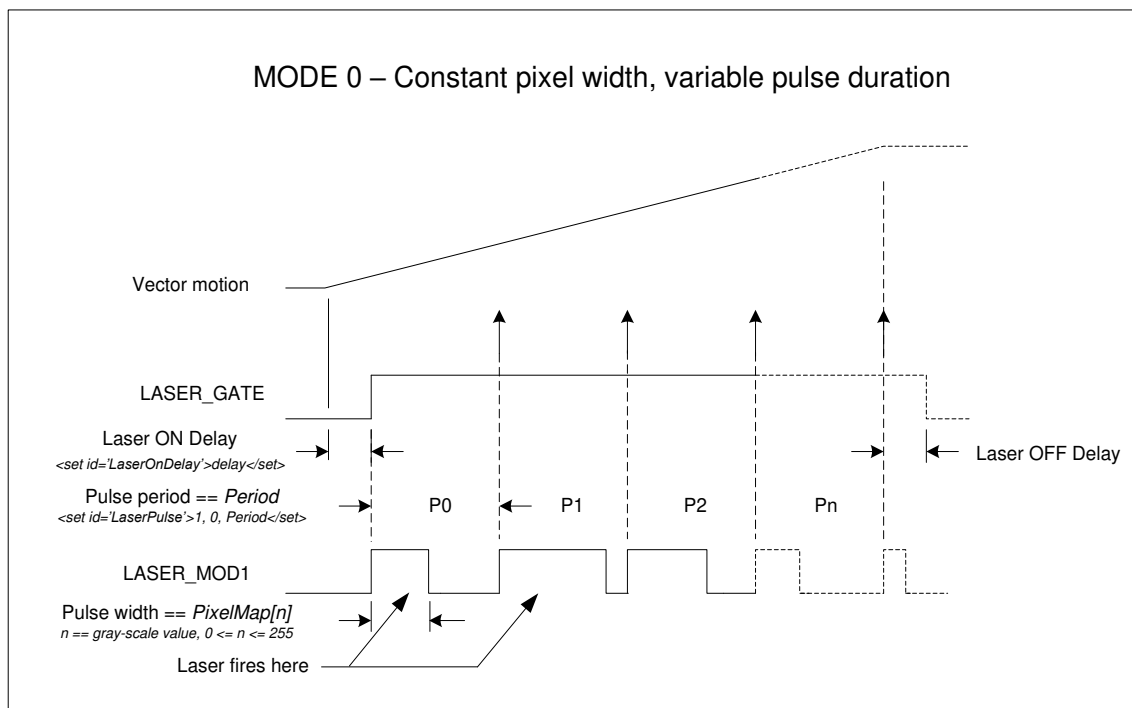 MODE 0 – Constant pixel width, variable pulse duration
Vector motion
LASER_GATE
Laser ON Delay
<set id='LaserOnDelay'>delay</set>
Laser OFF Delay
Pulse period == Period
<set id='LaserPulse'>1, 0, Period</set>
P0
P1
P2
Pn
LASER_MOD1
Pulse width == PixelMap[n]
n == gray-scale value, 0 <= n <= 255
Laser fires here